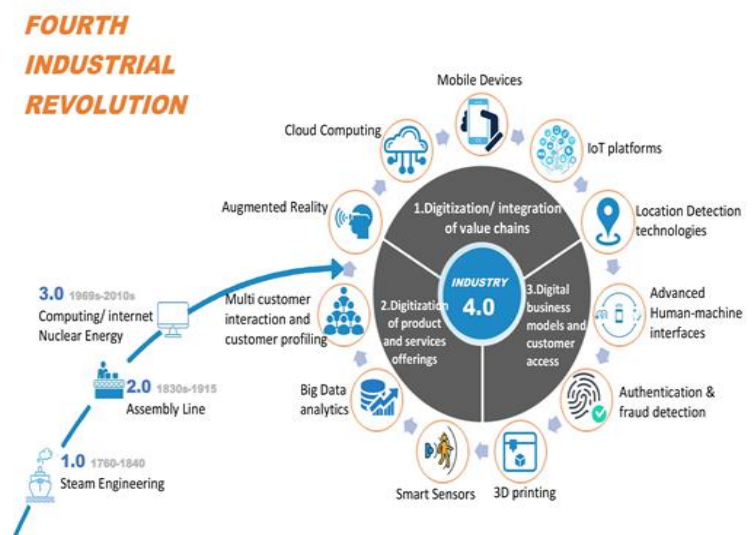 FOURTH
INDUSTRIAL
REVOLUTION
Mobile Devices
Cloud Computing
IoT platforms
Augmented Reality
Location Detection
technologies
Advanced
Human-machine
interfaces
Authentication &
fraud detection
3D printing
Smart Sensors
Big Data
analytics
Multi customer
interaction and
customer profiling
1.Digitization/ integration
of value chains
2.Digitization
of product
and services
offerings
3.Digital
business
models and
customer
access
INDUSTRY
4.0
3.0 1969s-2010s
Computing/ internet
Nuclear Energy
2.0 1830s-1915
Assembly Line
1.0 1760-1840
Steam Engineering